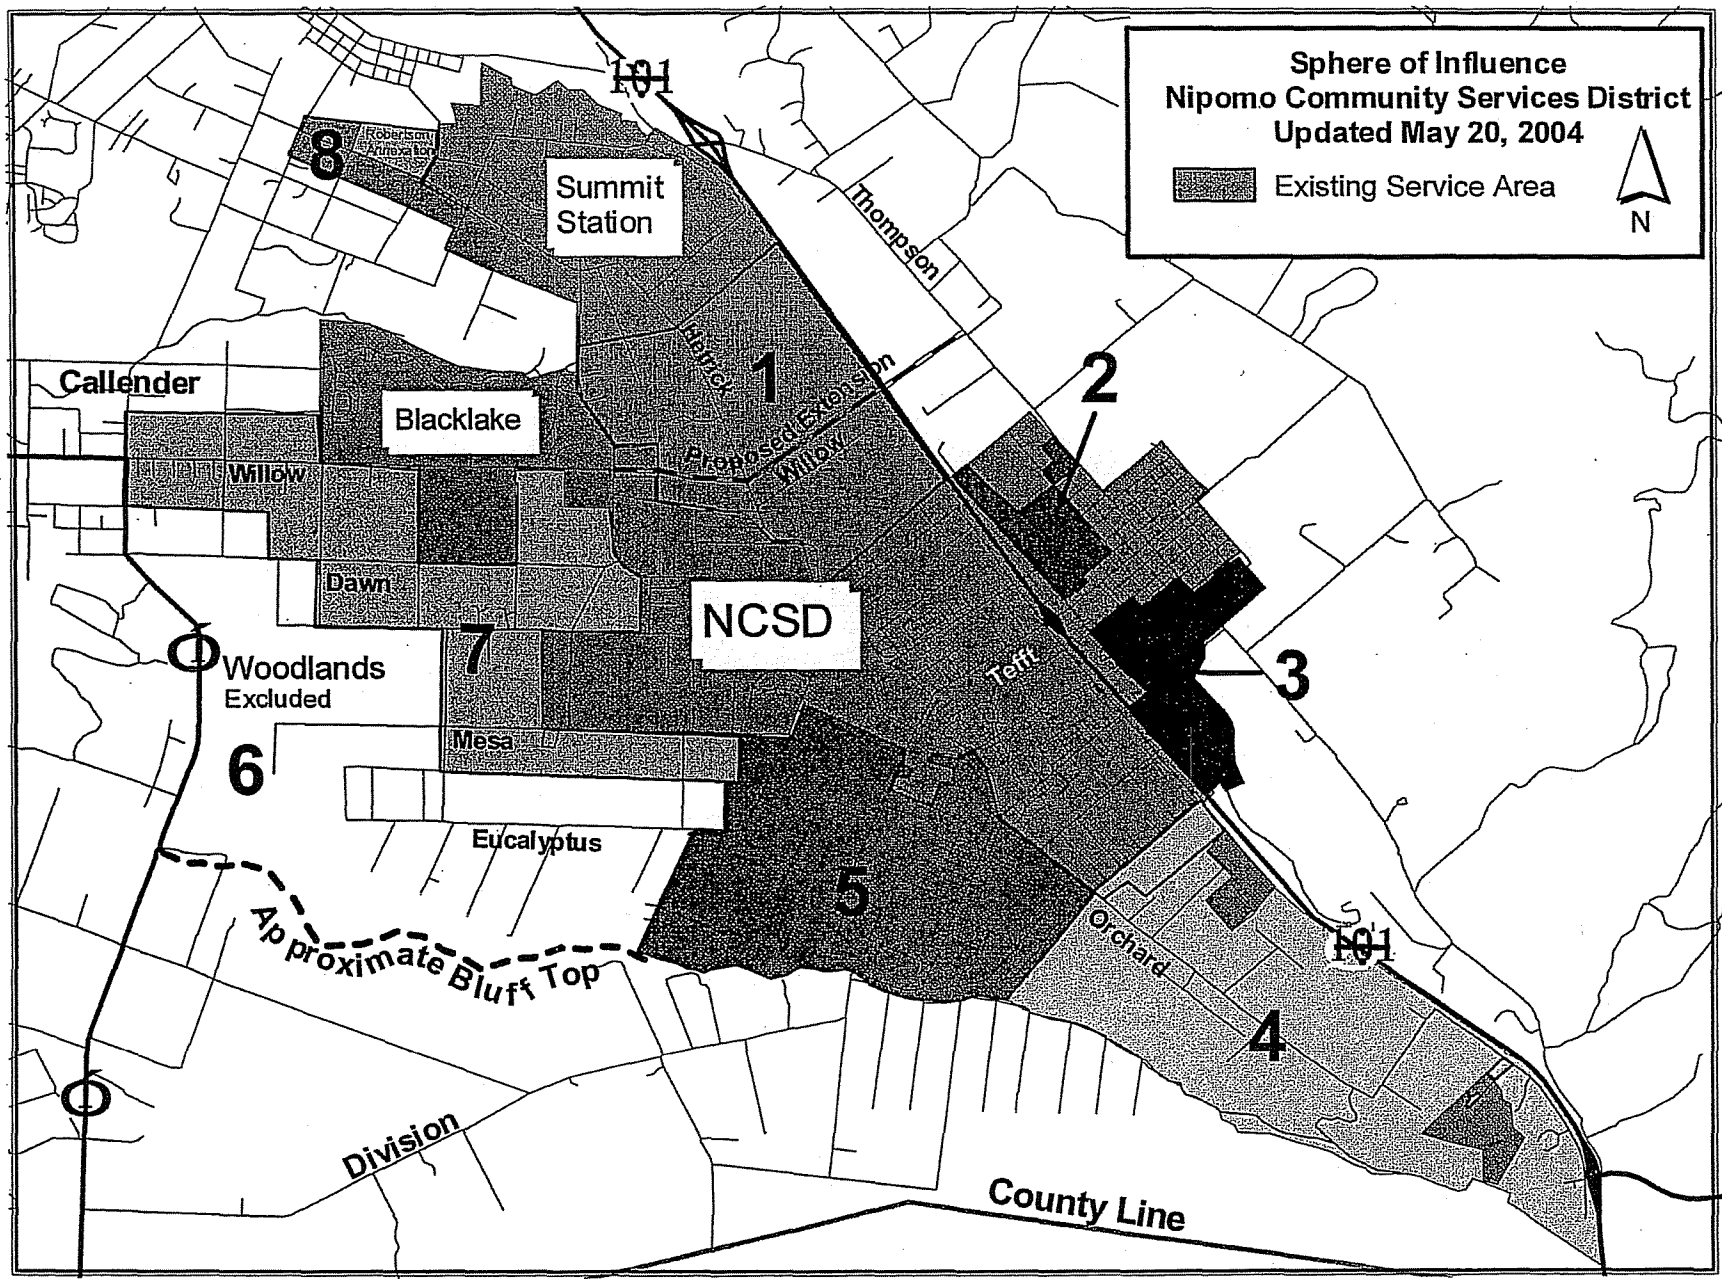 Sphere of Influence
Nipomo Community Services District
Updated May 20, 2004
Existing Service Area
N
101
8
Robertson
Annexation
Summit
Station
Thompson
Hetrick
1
2
Callender
Blacklake
Proposed Extension
Willow
Willow
Dawn
NCSD
7
Tefft
3
Woodlands
Excluded
6
Mesa
Eucalyptus
5
Orchard
101
Approximate Bluff Top
4
Division
County Line